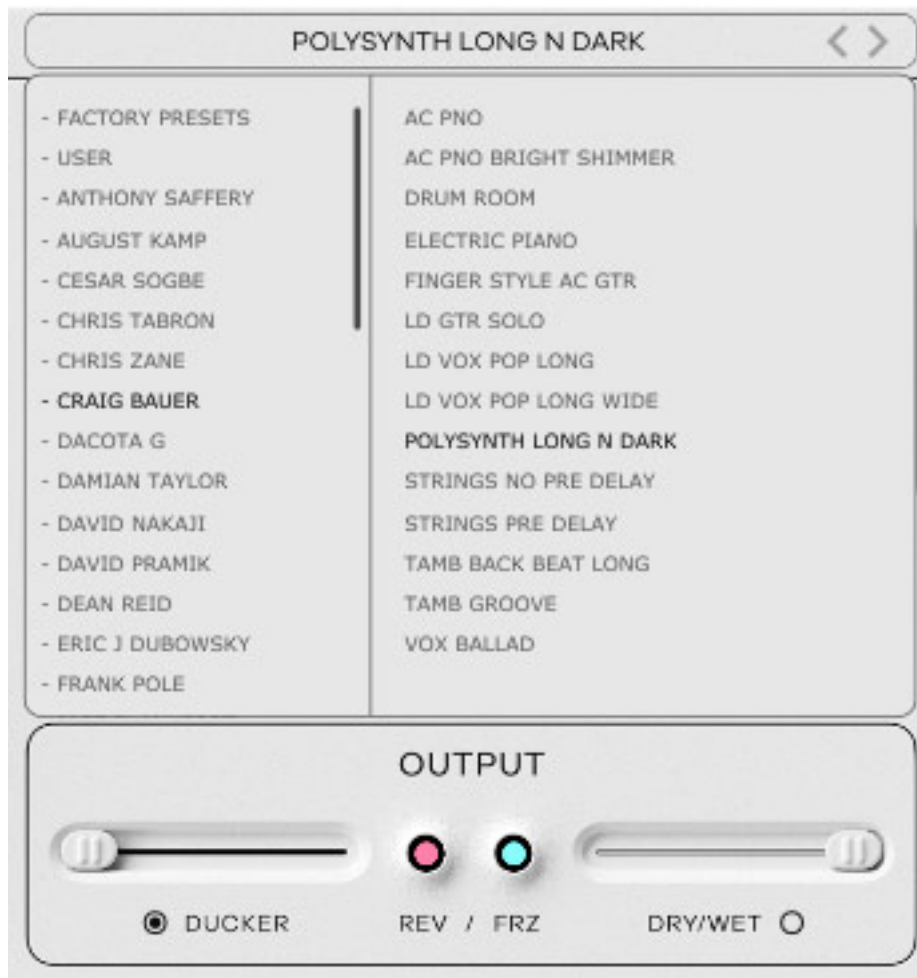 POLYSYNTH LONG N DARK
- FACTORY PRESETS
- USER
- ANTHONY SAFFERY
- AUGUST KAMP
- CESAR SOGBE
- CHRIS TABRON
- CHRIS ZANE
- CRAIG BAUER
- DACOTA G
- DAMIAN TAYLOR
- DAVID NAKAJI
- DAVID PRAMIK
- DEAN REID
- ERIC J DUBOWSKY
- FRANK POLE
AC PNO
AC PNO BRIGHT SHIMMER
DRUM ROOM
ELECTRIC PIANO
FINGER STYLE AC GTR
LD GTR SOLO
LD VOX POP LONG
LD VOX POP LONG WIDE
POLYSYNTH LONG N DARK
STRINGS NO PRE DELAY
STRINGS PRE DELAY
TAMB BACK BEAT LONG
TAMB GROOVE
VOX BALLAD
OUTPUT
DUCKER
REV / FRZ
DRY/WET